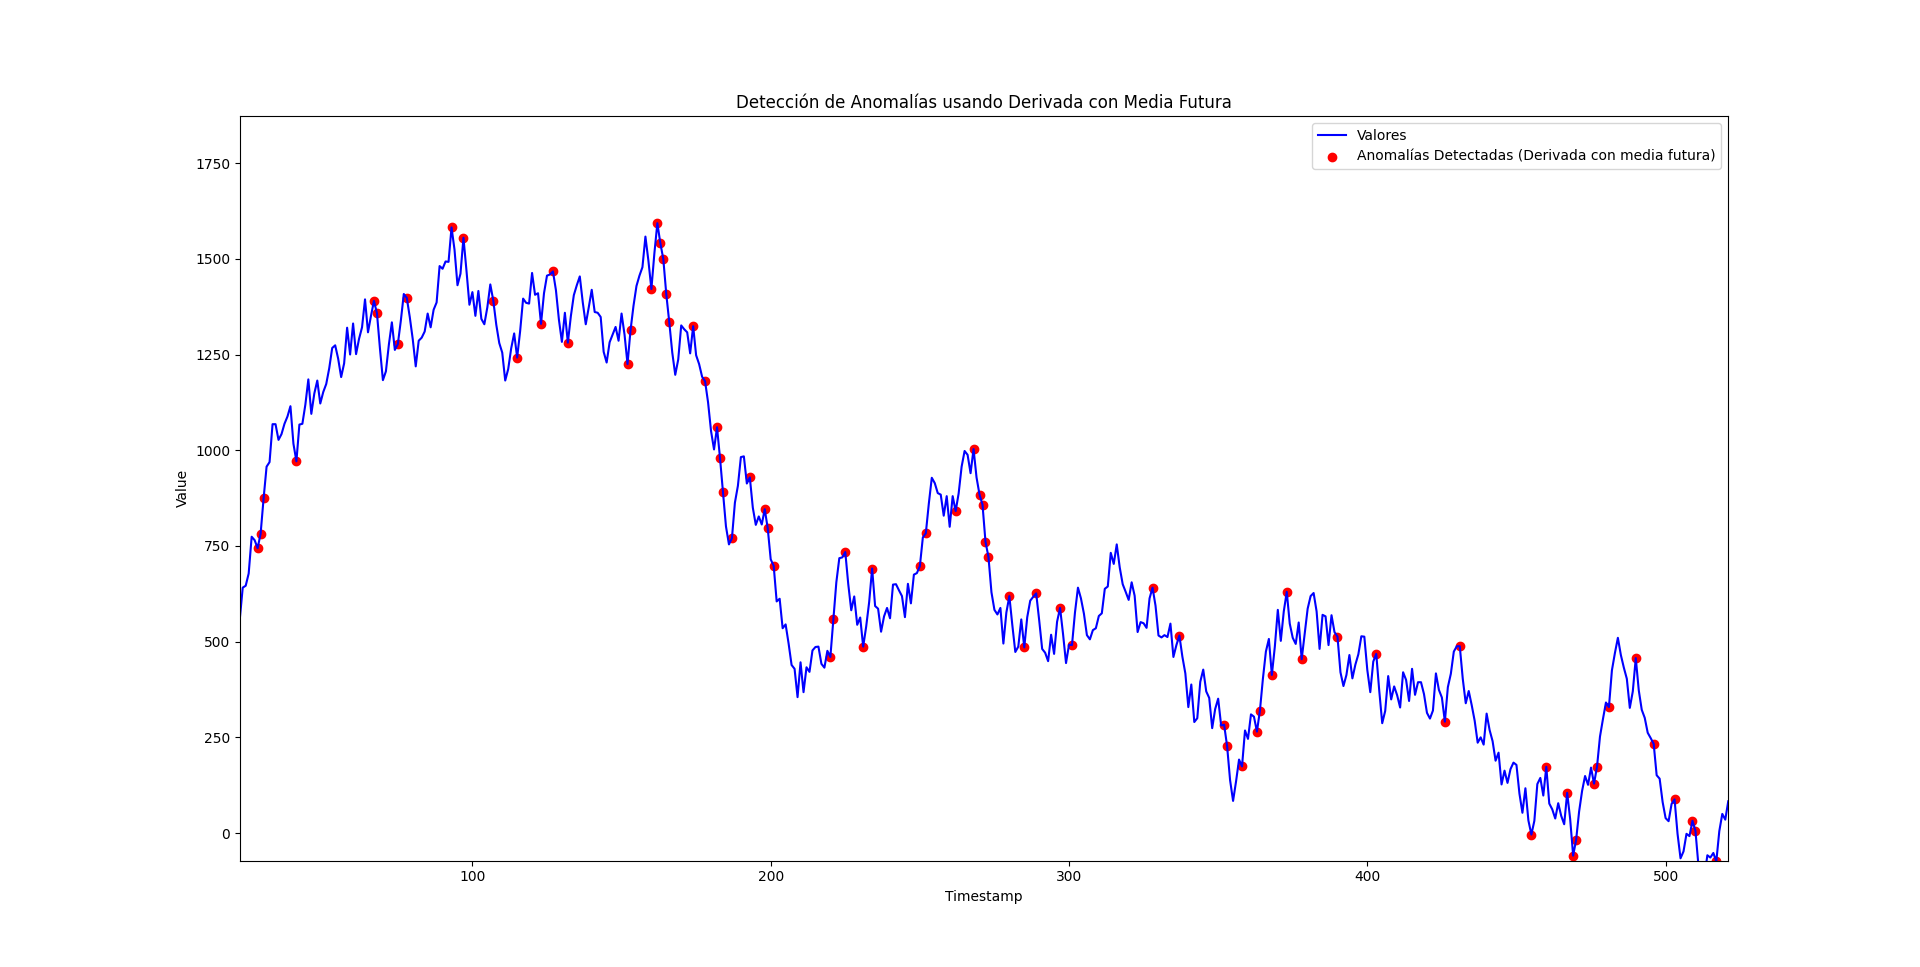 Detección de Anomalías usando Derivada con Media Futura
Valores
Anomalías Detectadas (Derivada con media futura)
1750
1500
1250
1000
750
500
250
0
Value
100 200 300 400 500
Timestamp